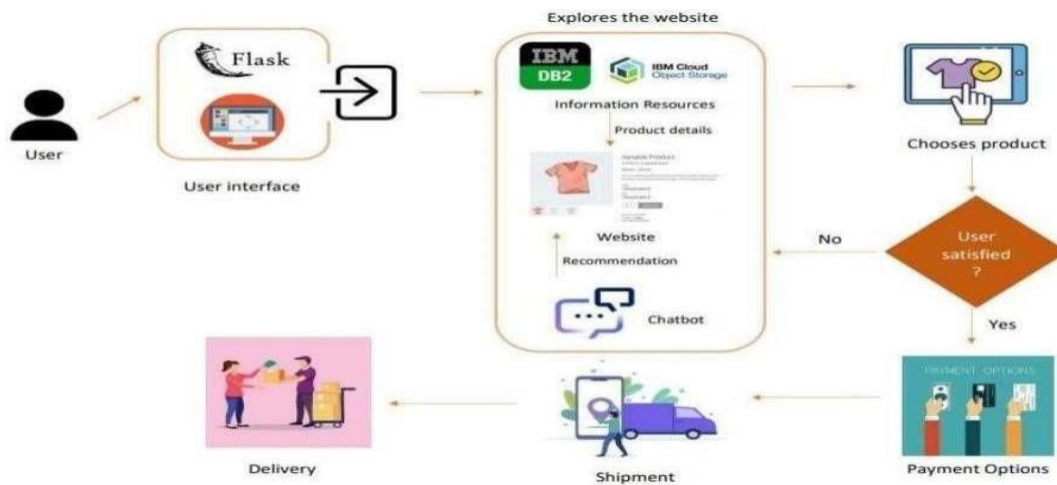 Explores the website
Flask
IBM
DB2
IBM Cloud
Object Storage
Information Resources
Product details
User
User interface
Variable Product
Website
Recommendation
Chatbot
Chooses product
User
satisfied
?
No
Yes
PAYMENT OPTIONS
Delivery
Shipment
Payment Options